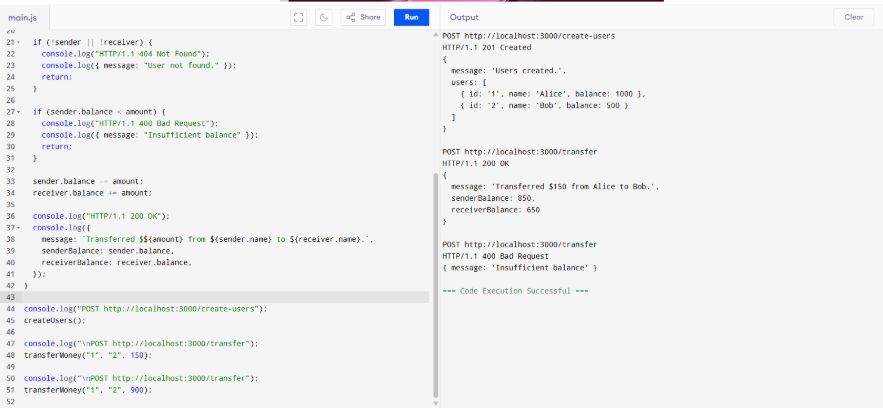 main.js
Share
Run
Output
Clear
20
21 if (!sender || !receiver) {
22 console.log("HTTP/1.1 404 Not Found");
23 console.log({ message: "User not found." });
24 return;
25 }
26
27 if (sender.balance < amount) {
28 console.log("HTTP/1.1 400 Bad Request");
29 console.log({ message: "Insufficient balance" });
30 return;
31 }
32
33 sender.balance -= amount;
34 receiver.balance += amount;
35
36 console.log("HTTP/1.1 200 OK");
37 console.log({
38 message: `Transferred $${amount} from ${sender.name} to ${receiver.name}.`,
39 senderBalance: sender.balance,
40 receiverBalance: receiver.balance,
41 });
42 }
43
44 console.log("POST http://localhost:3000/create-users");
45 createUsers();
46
47 console.log("\nPOST http://localhost:3000/transfer");
48 transferMoney("1", "2", 150);
49
50 console.log("\nPOST http://localhost:3000/transfer");
51 transferMoney("1", "2", 900);
52
POST http://localhost:3000/create-users
HTTP/1.1 201 Created
{
message: 'Users created.',
users: [
{ id: '1', name: 'Alice', balance: 1000 },
{ id: '2', name: 'Bob', balance: 500 }
]
}
POST http://localhost:3000/transfer
HTTP/1.1 200 OK
{
message: 'Transferred $150 from Alice to Bob.',
senderBalance: 850,
receiverBalance: 650
}
POST http://localhost:3000/transfer
HTTP/1.1 400 Bad Request
{ message: 'Insufficient balance' }
=== Code Execution Successful ===